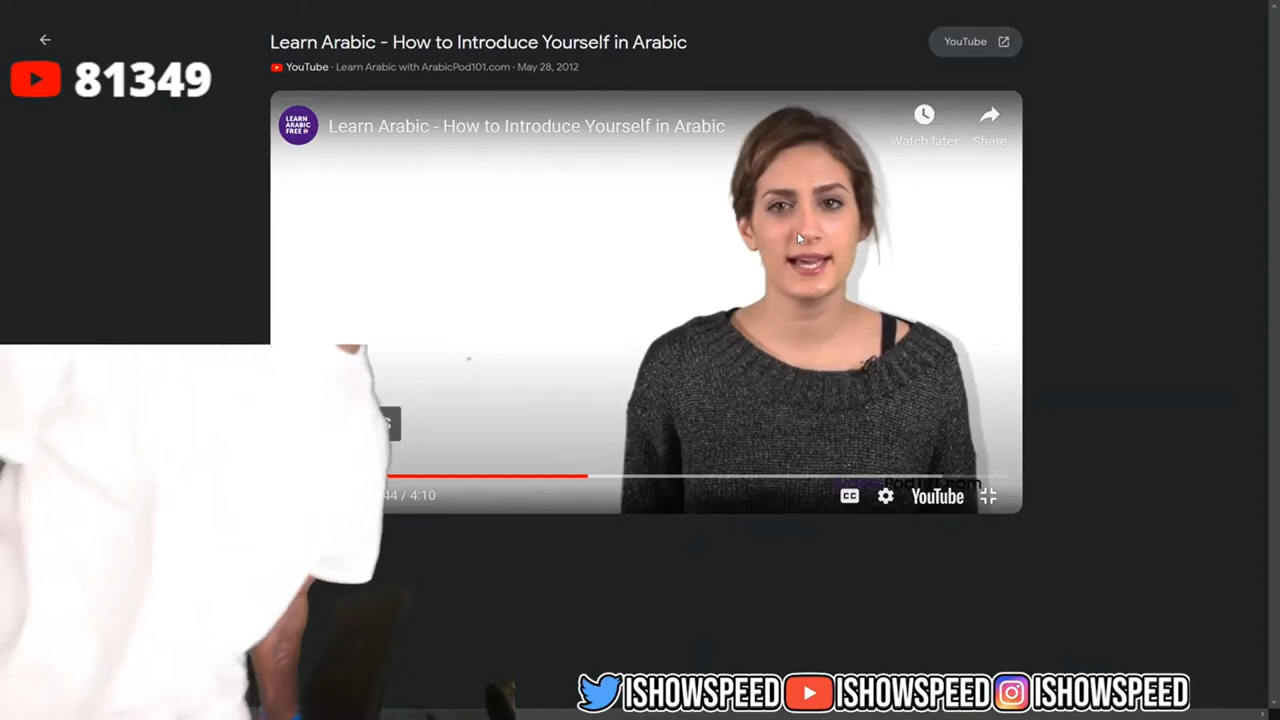 Learn Arabic - How to Introduce Yourself in Arabic
YouTube
YouTube · Learn Arabic with ArabicPod101.com · May 28, 2012
81349
LEARN ARABIC FREE
Learn Arabic - How to Introduce Yourself in Arabic
Watch later
Share
44 / 4:10
CC
YouTube
ISHOWSPEED
ISHOWSPEED
ISHOWSPEED